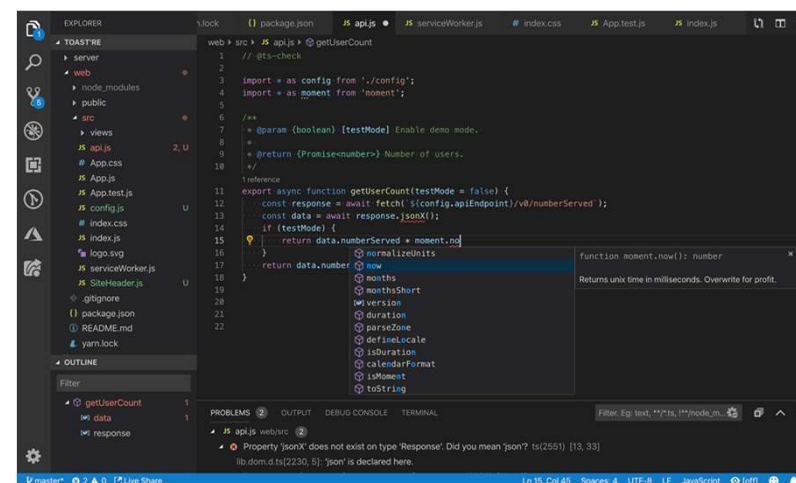 EXPLORER
TOAST'RE
server
web
node_modules
public
src
views
JS api.js 2, U
# App.css
JS App.js
JS App.test.js
JS config.js U
# index.css
JS index.js
logo.svg
JS serviceWorker.js
JS SiteHeader.js U
.gitignore
{} package.json
README.md
yarn.lock
OUTLINE
Filter
getUserCount 1
data 1
response
1
5
n.lock {} package.json JS api.js JS serviceWorker.js # index.css JS App.test.js JS index.js
web src JS api.js getUserCount
1 // @ts-check
2
3 import * as config from './config';
4 import * as moment from 'moment';
5
6 /**
7 * @param {boolean} [testMode] Enable demo mode.
8 *
9 * @return {Promise<number>} Number of users.
10 */
1 reference
11 export async function getUserCount(testMode = false) {
12 const response = await fetch(`${config.apiEndpoint}/v0/numberServed`);
13 const data = await response.jsonX();
14 if (testMode) {
15 return data.numberServed * moment.no
16 }
17 return data.number
18 }
19
20
21
22
normalizeUnits
now
months
monthsShort
version
duration
parseZone
defineLocale
isDuration
calendarFormat
isMoment
toString
function moment.now(): number ×
Returns unix time in milliseconds. Overwrite for profit.
PROBLEMS 2 OUTPUT DEBUG CONSOLE TERMINAL Filter. Eg: text, **/*.ts, !**/node_m...
JS api.js web/src 2
Property 'jsonX' does not exist on type 'Response'. Did you mean 'json'? ts(2551) [13, 33]
lib.dom.d.ts[2230, 5]: 'json' is declared here.
master* 2 0 Live Share Ln 15, Col 45 Spaces: 4 UTF-8 LF JavaScript [off]